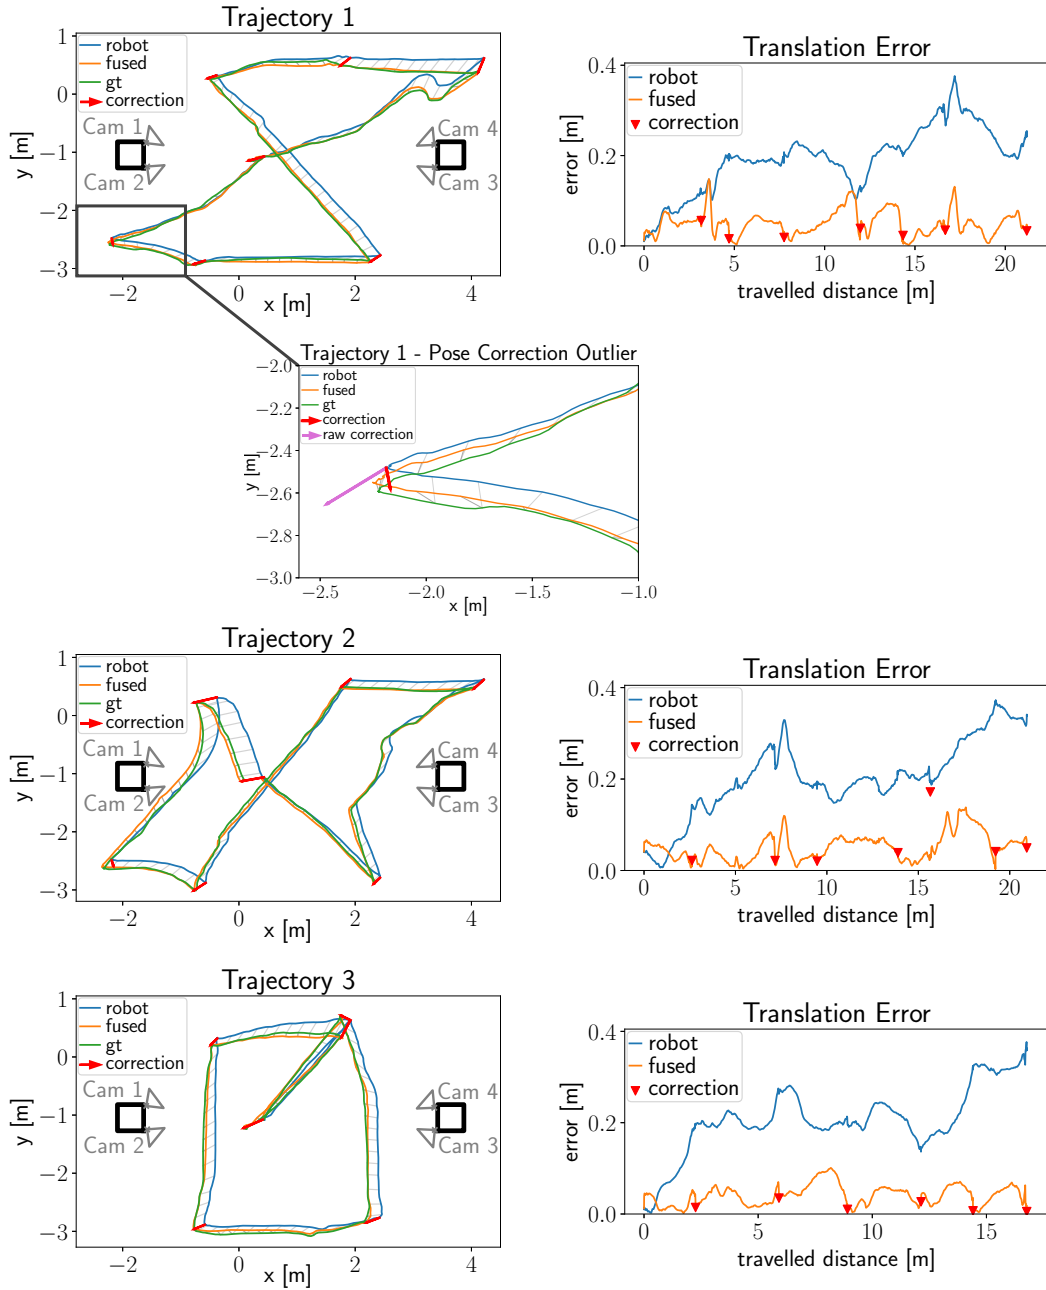 Trajectory 1
robot
fused
gt
correction
Cam 1
Cam 2
Cam 4
Cam 3
y [m]
1
0
−1
−2
−3
−2
0
2
4
x [m]
Translation Error
robot
fused
correction
error [m]
0.4
0.2
0.0
0
5
10
15
20
travelled distance [m]
Trajectory 1 - Pose Correction Outlier
robot
fused
gt
correction
raw correction
y [m]
−2.0
−2.2
−2.4
−2.6
−2.8
−3.0
−2.5
−2.0
−1.5
−1.0
x [m]
Trajectory 2
robot
fused
gt
correction
Cam 1
Cam 2
Cam 4
Cam 3
y [m]
1
0
−1
−2
−3
−2
0
2
4
x [m]
Translation Error
robot
fused
correction
error [m]
0.4
0.2
0.0
0
5
10
15
20
travelled distance [m]
Trajectory 3
robot
fused
gt
correction
Cam 1
Cam 2
Cam 4
Cam 3
y [m]
1
0
−1
−2
−3
−2
0
2
4
x [m]
Translation Error
robot
fused
correction
error [m]
0.4
0.2
0.0
0
5
10
15
travelled distance [m]